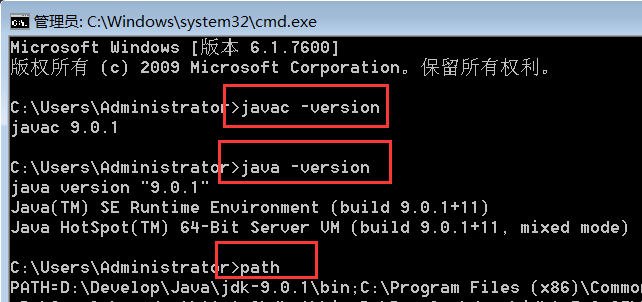 管理员: C:\Windows\system32\cmd.exe
Microsoft Windows [版本 6.1.7600]
版权所有 (c) 2009 Microsoft Corporation。保留所有权利。
C:\Users\Administrator>javac -version
javac 9.0.1
C:\Users\Administrator>java -version
java version "9.0.1"
Java(TM) SE Runtime Environment (build 9.0.1+11)
Java HotSpot(TM) 64-Bit Server VM (build 9.0.1+11, mixed mode)
C:\Users\Administrator>path
PATH=D:\Develop\Java\jdk-9.0.1\bin;C:\Program Files (x86)\Commo